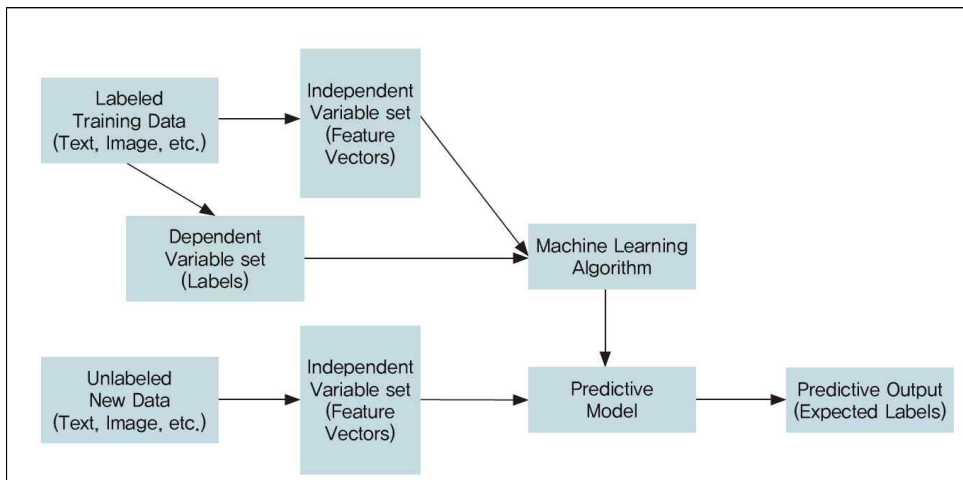 Labeled
Training Data
(Text, Image, etc.)
Independent
Variable set
(Feature
Vectors)
Dependent
Variable set
(Labels)
Machine Learning
Algorithm
Unlabeled
New Data
(Text, Image, etc.)
Independent
Variable set
(Feature
Vectors)
Predictive
Model
Predictive Output
(Expected Labels)